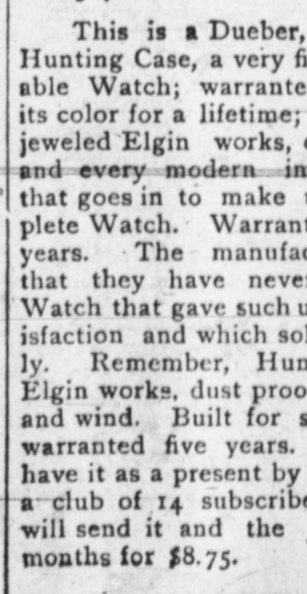 This is a Dueber,
Hunting Case, a very fi
able Watch; warrante
its color for a lifetime;
jeweled Elgin works,
and every modern in
that goes in to make
plete Watch. Warrant
years. The manufac
that they have never
Watch that gave such u
isfaction and which so
ly. Remember, Hun
Elgin works, dust proo
and wind. Built for s
warranted five years.
have it as a present by
a club of 14 subscribe
will send it and the
months for $8.75.